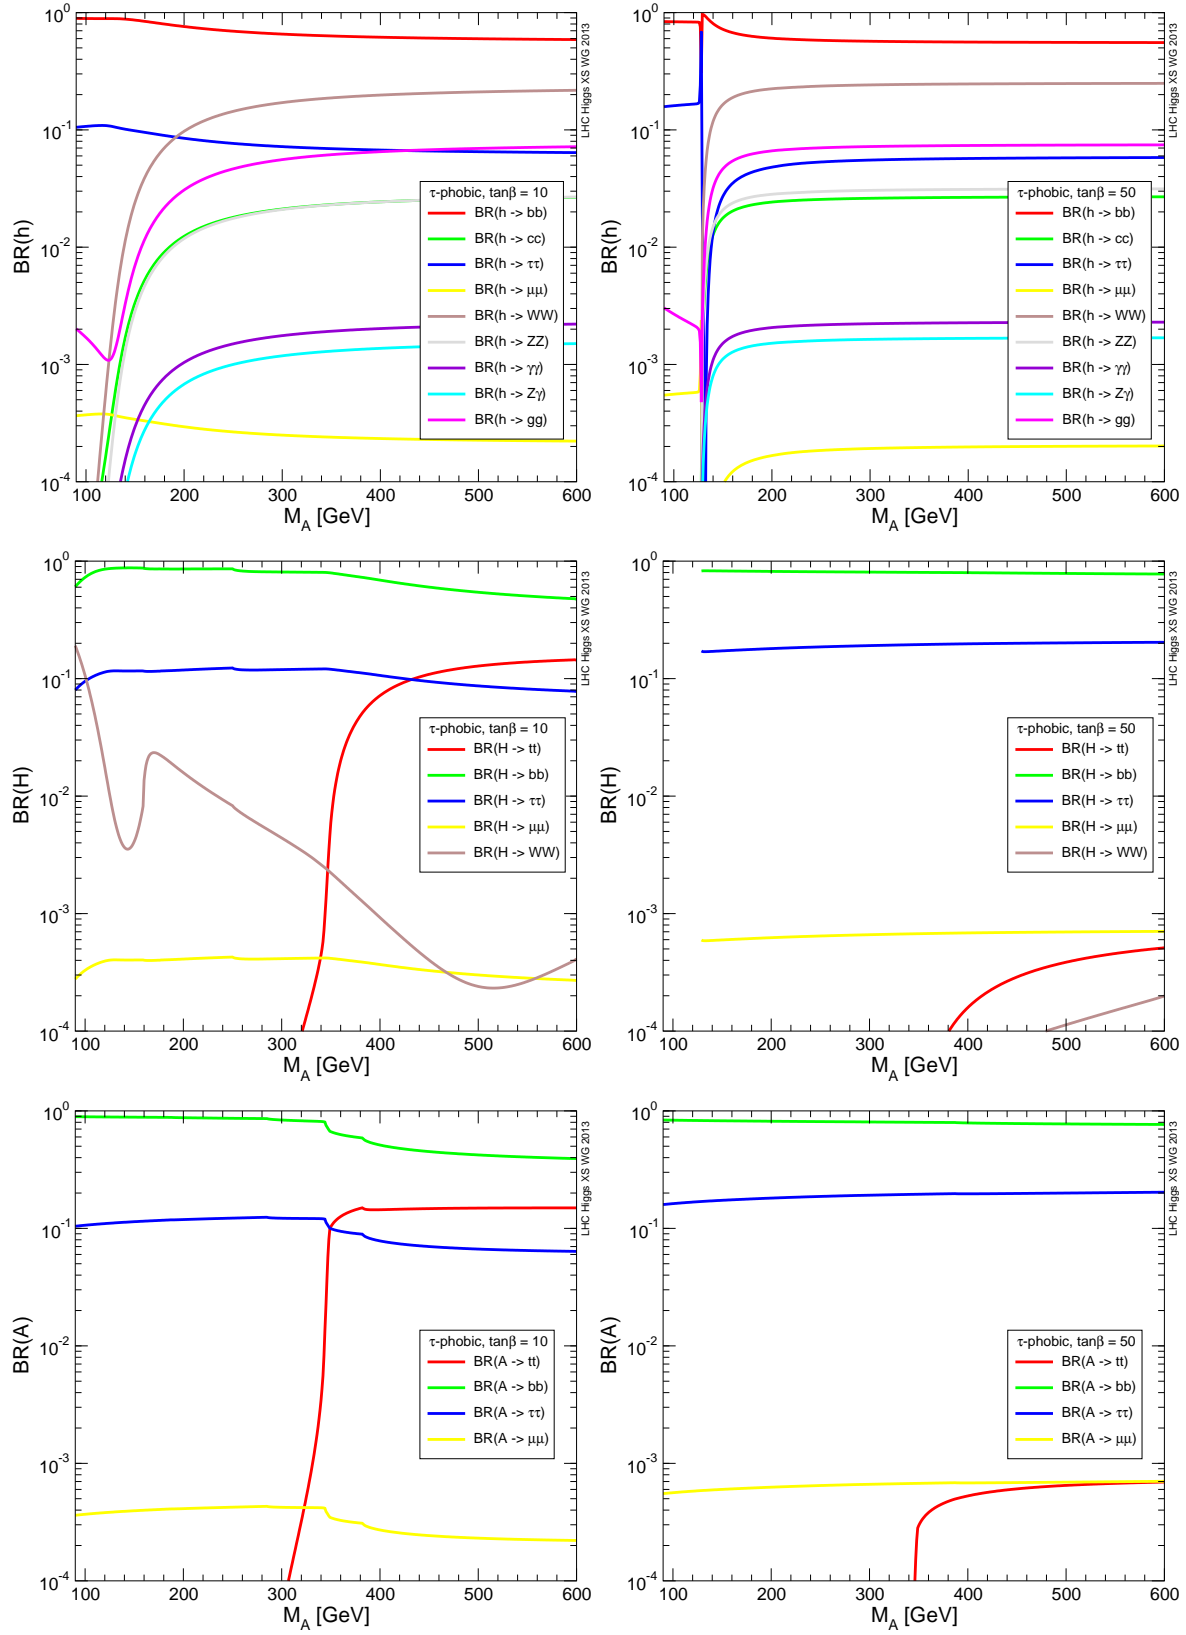 τ-phobic, tanβ = 10
BR(h -> bb)
BR(h -> cc)
BR(h -> ττ)
BR(h -> μμ)
BR(h -> WW)
BR(h -> ZZ)
BR(h -> γγ)
BR(h -> Zγ)
BR(h -> gg)
10^0
10^-1
10^-2
10^-3
10^-4
BR(h)
100 200 300 400 500 600
M_A [GeV]
LHC Higgs XS WG 2013
τ-phobic, tanβ = 50
BR(h -> bb)
BR(h -> cc)
BR(h -> ττ)
BR(h -> μμ)
BR(h -> WW)
BR(h -> ZZ)
BR(h -> γγ)
BR(h -> Zγ)
BR(h -> gg)
10^0
10^-1
10^-2
10^-3
10^-4
BR(h)
100 200 300 400 500 600
M_A [GeV]
LHC Higgs XS WG 2013
τ-phobic, tanβ = 10
BR(H -> tt)
BR(H -> bb)
BR(H -> ττ)
BR(H -> μμ)
BR(H -> WW)
10^0
10^-1
10^-2
10^-3
10^-4
BR(H)
100 200 300 400 500 600
M_A [GeV]
LHC Higgs XS WG 2013
τ-phobic, tanβ = 50
BR(H -> tt)
BR(H -> bb)
BR(H -> ττ)
BR(H -> μμ)
BR(H -> WW)
10^0
10^-1
10^-2
10^-3
10^-4
BR(H)
100 200 300 400 500 600
M_A [GeV]
LHC Higgs XS WG 2013
τ-phobic, tanβ = 10
BR(A -> tt)
BR(A -> bb)
BR(A -> ττ)
BR(A -> μμ)
10^0
10^-1
10^-2
10^-3
10^-4
BR(A)
100 200 300 400 500 600
M_A [GeV]
LHC Higgs XS WG 2013
τ-phobic, tanβ = 50
BR(A -> tt)
BR(A -> bb)
BR(A -> ττ)
BR(A -> μμ)
10^0
10^-1
10^-2
10^-3
10^-4
BR(A)
100 200 300 400 500 600
M_A [GeV]
LHC Higgs XS WG 2013